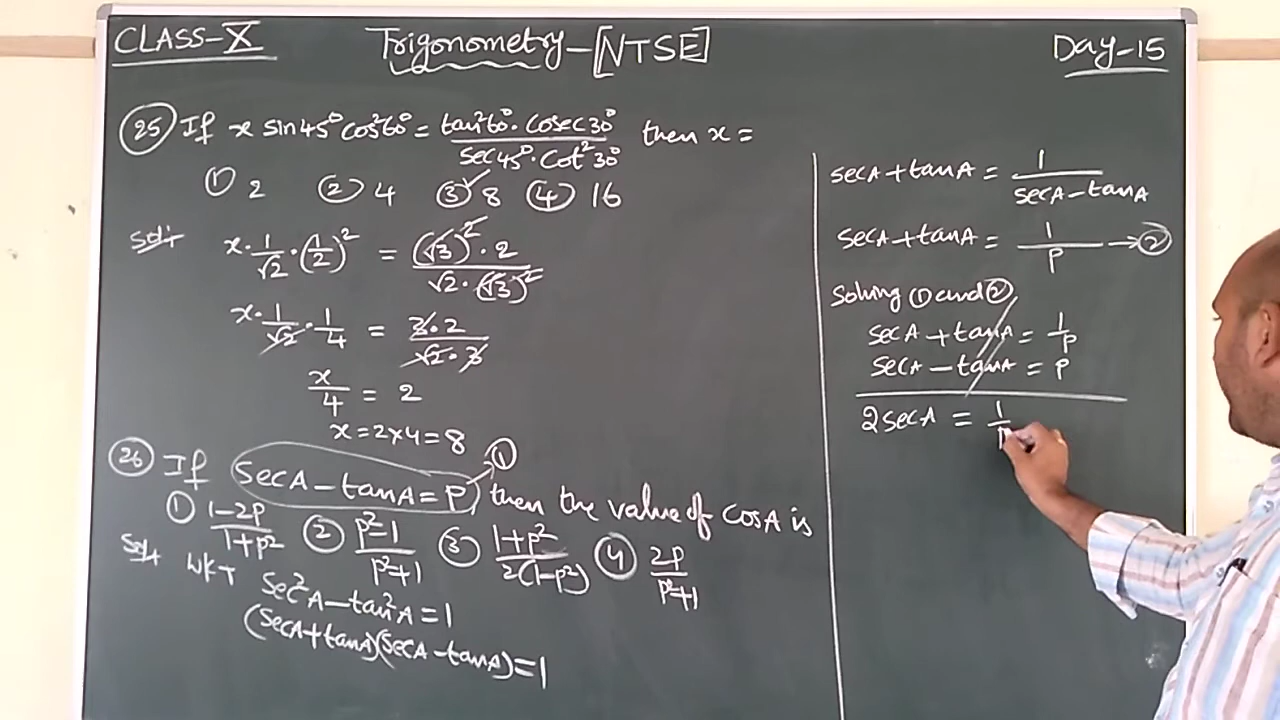 CLASS-X Trigonometry-[NTSE] Day-15
25 If x sin45° cos²60° = tan²60°. Cosec30° / sec45°. Cot²30° then x =
① 2 ② 4 ③ 8 ④ 16
Sol:
x·1/√2·(1/2)² = (√3)²·2 / √2·(√3)²
x·1/√2·1/4 = 3·2 / √2·3
x/4 = 2
x=2×4=8
26 If SecA-tanA=P ① then the value of CosA is
① 1-2P/1+P² ② P²-1/P²+1 ③ 1+P²/2(1-P²) ④ 2P/P²+1
Sol: WKT Sec²A-tan²A=1
(SecA+tanA)(SecA-tanA)=1
secA+tanA = 1/secA-tanA
secA+tanA = 1/P → ②
Solving ① and ②
secA+tanA = 1/P
secA-tanA = P
2secA = 1/P